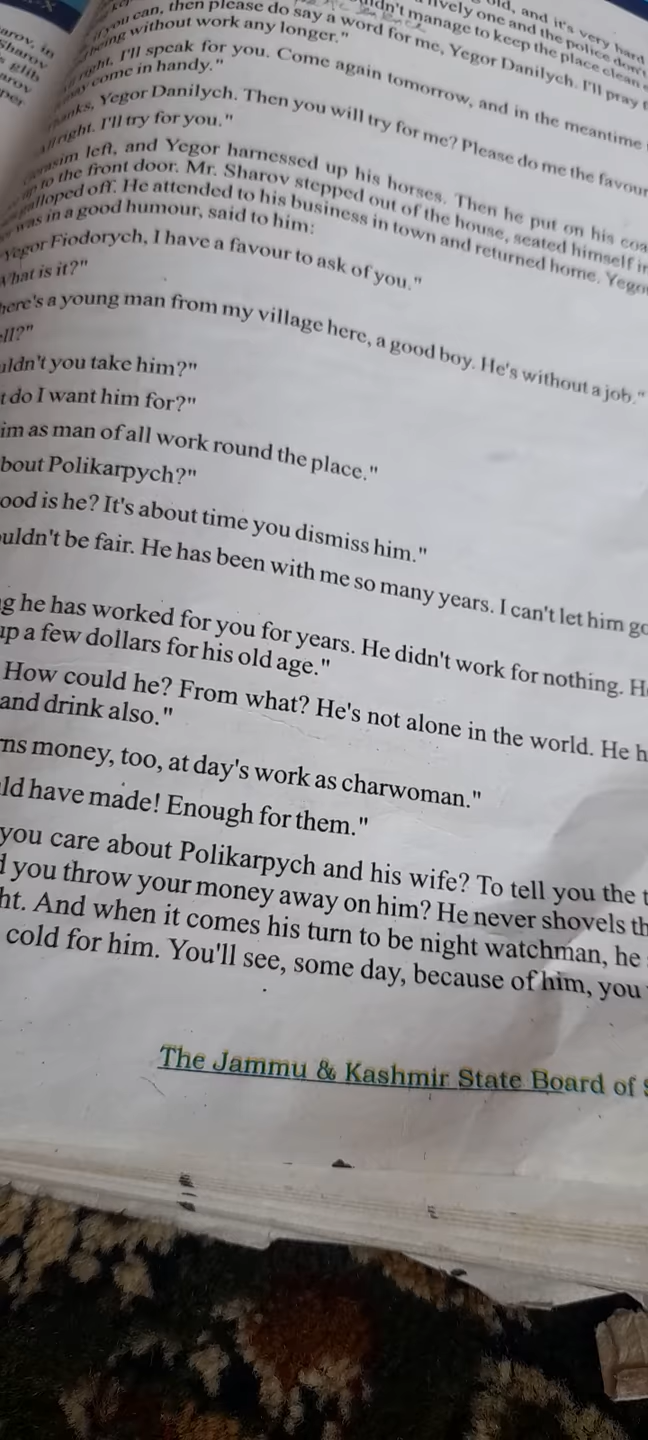 old, and it's very hard
lively one and the police don't
didn't manage to keep the place clean
if you can, then please do say a word for me, Yegor Danilych. I'll pray
being without work any longer."
right. I'll speak for you. Come again tomorrow, and in the meantime
may come in handy."
Yegor Danilych. Then you will try for me? Please do me the favour
right. I'll try for you."
left, and Yegor harnessed up his horses. Then he put on his coa
up to the front door. Mr. Sharov stepped out of the house, seated himself in
galloped off. He attended to his business in town and returned home. Yego
was in a good humour, said to him:
Yegor Fiodorych, I have a favour to ask of you."
What is it?"
here's a young man from my village here, a good boy. He's without a job."
ell?"
uldn't you take him?"
t do I want him for?"
im as man of all work round the place."
bout Polikarpych?"
ood is he? It's about time you dismiss him."
ouldn't be fair. He has been with me so many years. I can't let him go
g he has worked for you for years. He didn't work for nothing. H
up a few dollars for his old age."
How could he? From what? He's not alone in the world. He h
and drink also."
ns money, too, at day's work as charwoman."
ld have made! Enough for them."
you care about Polikarpych and his wife? To tell you the t
d you throw your money away on him? He never shovels th
ht. And when it comes his turn to be night watchman, he
cold for him. You'll see, some day, because of him, you
The Jammu & Kashmir State Board of S